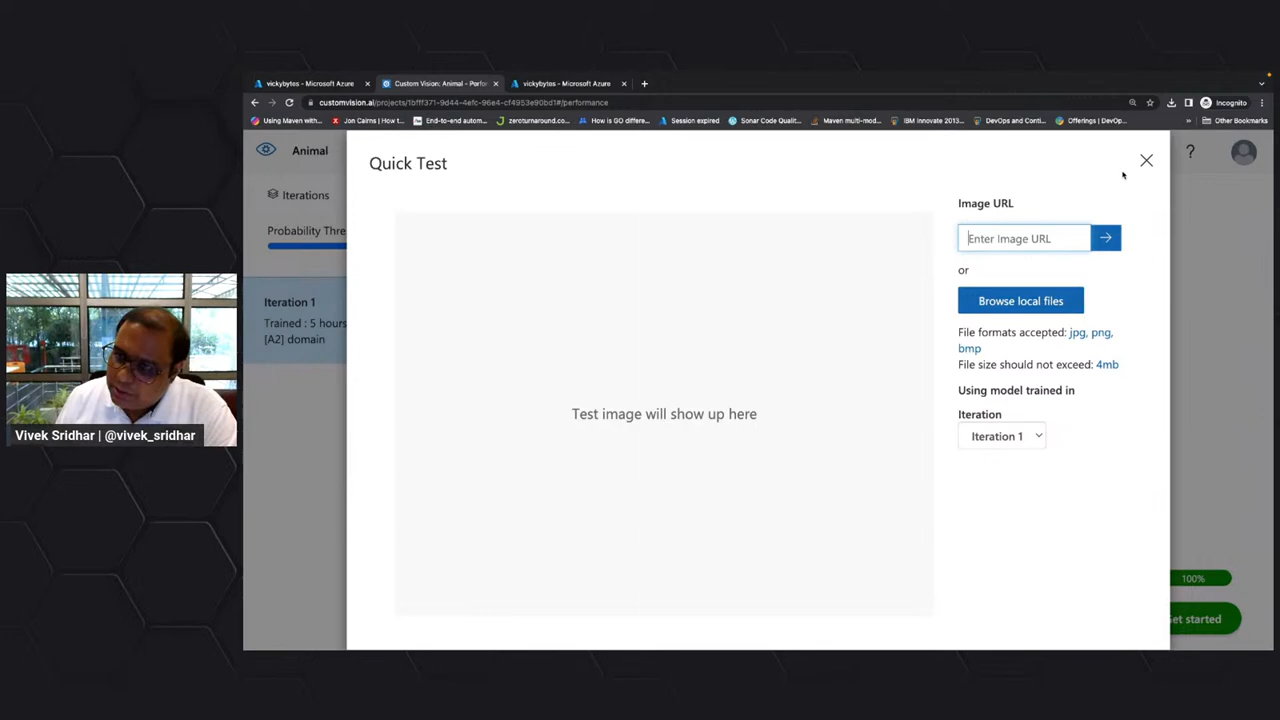 vickybytes - Microsoft Azure
Custom Vision: Animal - Perfo
vickybytes - Microsoft Azure
customvision.ai/projects/1bfff371-9d44-4efc-96e4-cf4953e90bd1#/performance
Incognito
Using Maven with...
Jon Carins | How t...
End-to-end autom...
zeroturnaround.co...
How is GO differe...
Session expired
Sonar Code Qualit...
Maven multi-mod...
IBM Innovate 2013...
DevOps and Conti...
Offerings | DevOp...
»
Other Bookmarks
Animal
?
Quick Test
Iterations
Probability Thre
Iteration 1
Trained : 5 hours
[A2] domain
Image URL
Enter Image URL
or
Browse local files
File formats accepted: jpg, png,
bmp
File size should not exceed: 4mb
Using model trained in
Iteration
Iteration 1
Test image will show up here
100%
Get started
Vivek Sridhar | @vivek_sridhar